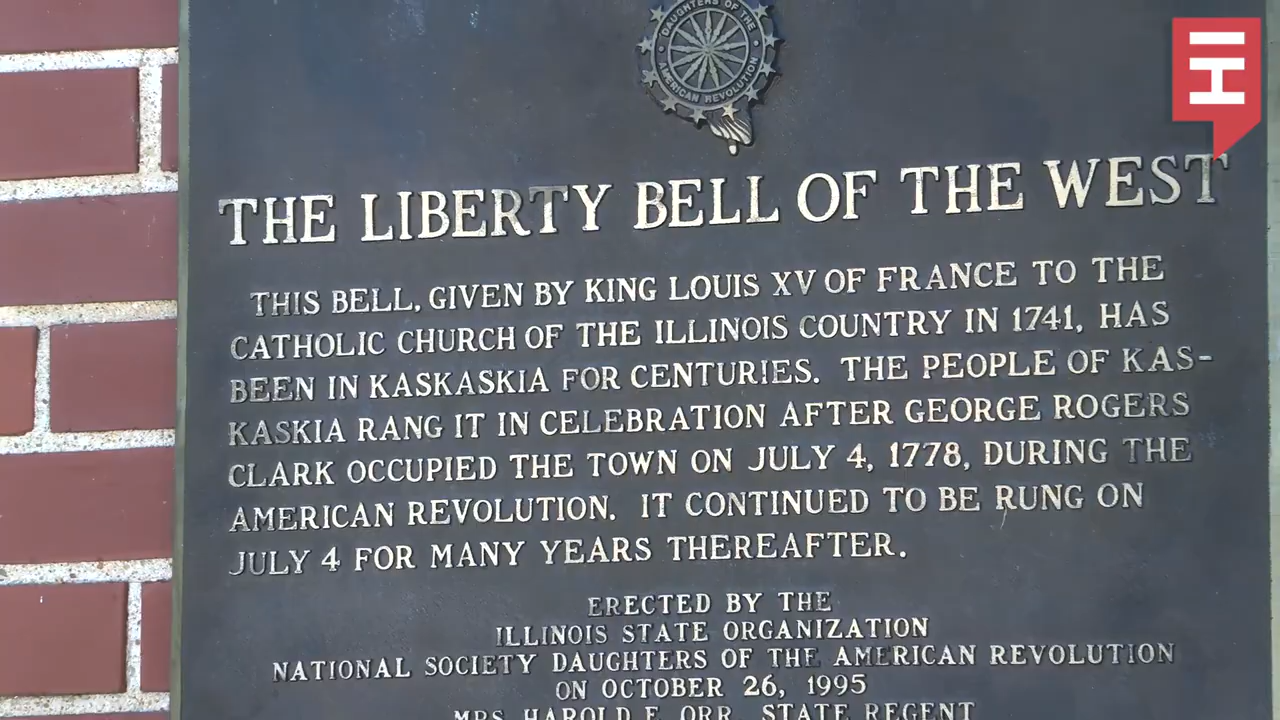 DAUGHTERS OF THE
AMERICAN REVOLUTION
THE LIBERTY BELL OF THE WEST
THIS BELL, GIVEN BY KING LOUIS XV OF FRANCE TO THE
CATHOLIC CHURCH OF THE ILLINOIS COUNTRY IN 1741, HAS
BEEN IN KASKASKIA FOR CENTURIES. THE PEOPLE OF KAS-
KASKIA RANG IT IN CELEBRATION AFTER GEORGE ROGERS
CLARK OCCUPIED THE TOWN ON JULY 4, 1778, DURING THE
AMERICAN REVOLUTION. IT CONTINUED TO BE RUNG ON
JULY 4 FOR MANY YEARS THEREAFTER.
ERECTED BY THE
ILLINOIS STATE ORGANIZATION
NATIONAL SOCIETY DAUGHTERS OF THE AMERICAN REVOLUTION
ON OCTOBER 26, 1995
MRS. HAROLD E. ORR, STATE REGENT